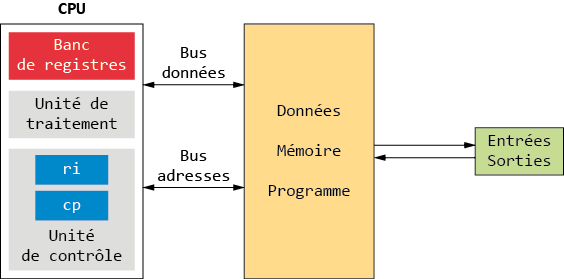 CPU
Banc
de registres
Unité de
traitement
ri
cp
Unité
de contrôle
Bus
données
Bus
adresses
Données
Mémoire
Programme
Entrées
Sorties